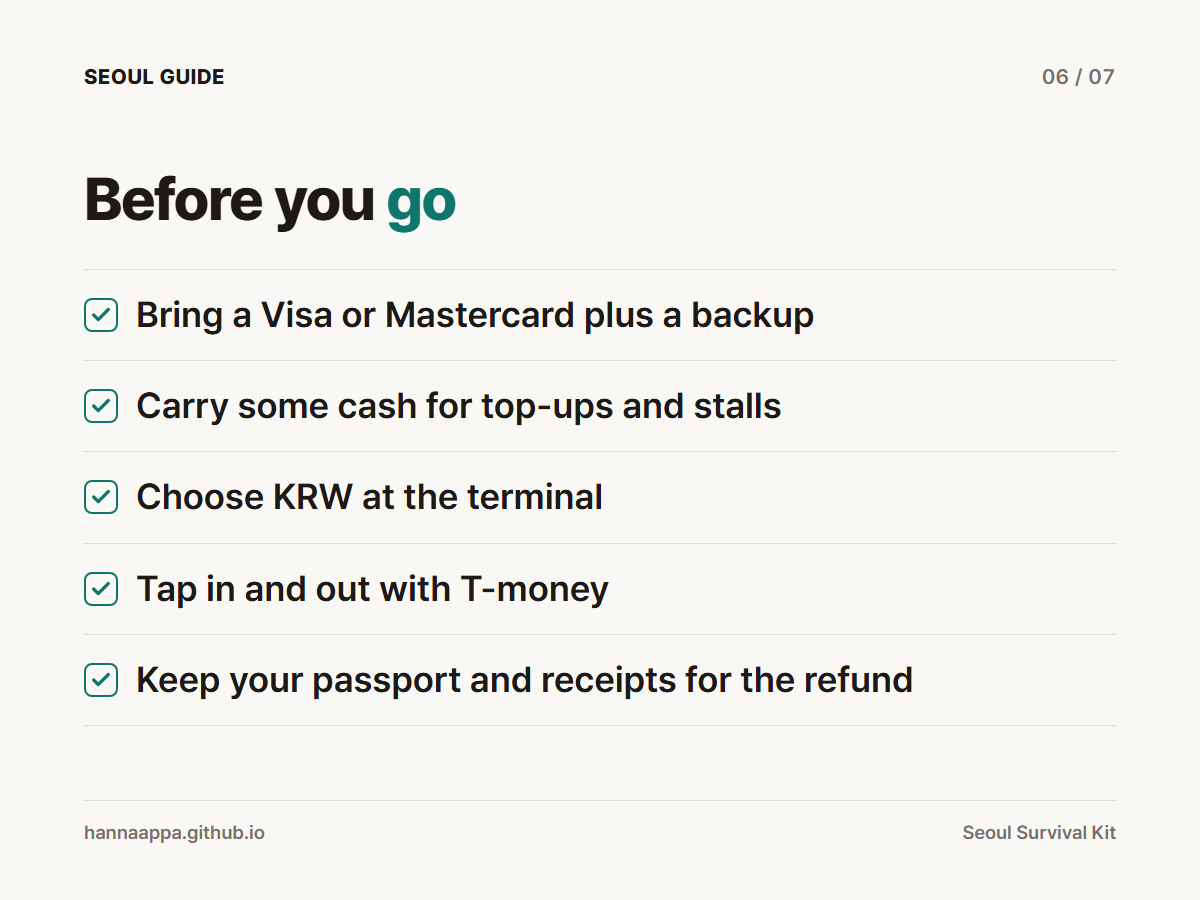 SEOUL GUIDE
06 / 07
Before you go
Bring a Visa or Mastercard plus a backup
Carry some cash for top-ups and stalls
Choose KRW at the terminal
Tap in and out with T-money
Keep your passport and receipts for the refund
hannaappa.github.io
Seoul Survival Kit